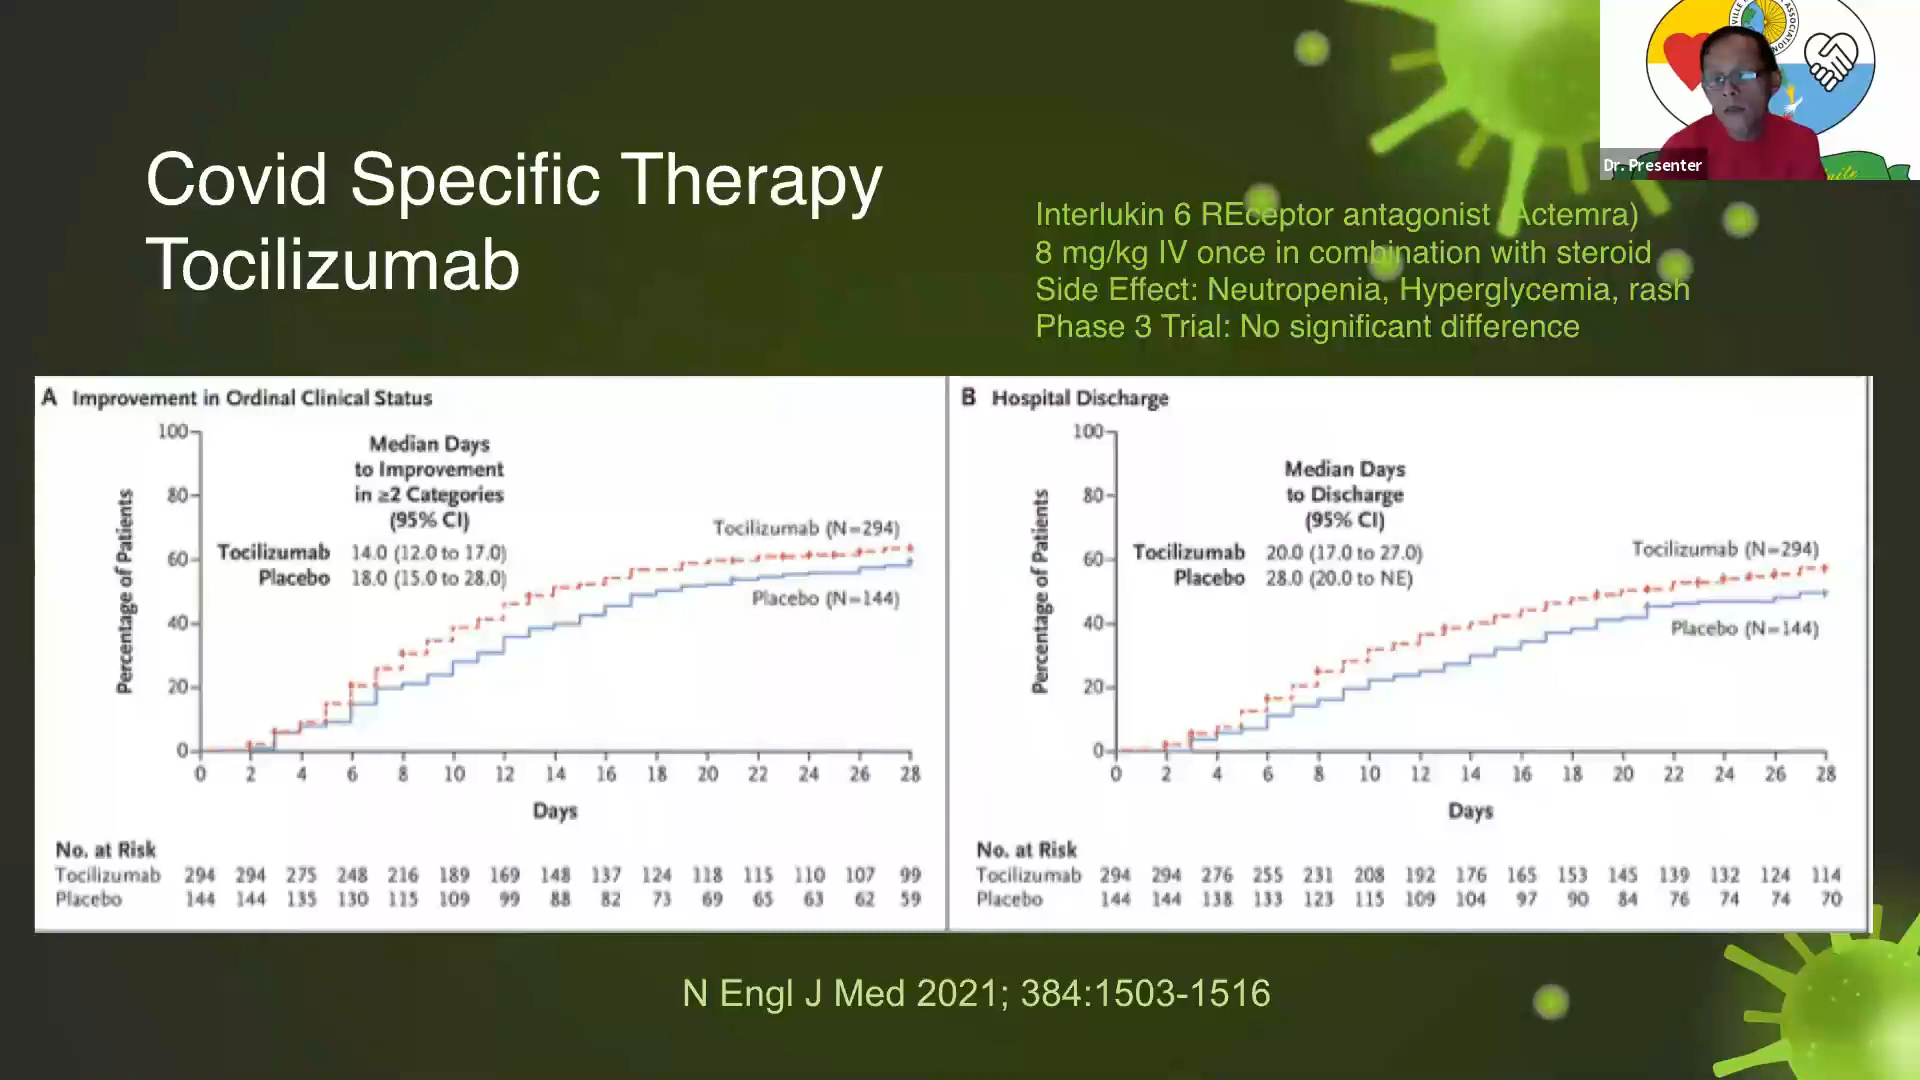 Covid Specific Therapy
Tocilizumab
Dr. Presenter
Interlukin 6 REceptor antagonist (Actemra)
8 mg/kg IV once in combination with steroid
Side Effect: Neutropenia, Hyperglycemia, rash
Phase 3 Trial: No significant difference
A Improvement in Ordinal Clinical Status
Percentage of Patients
100
80
60
40
20
0
Median Days
to Improvement
in ≥2 Categories
(95% CI)
Tocilizumab 14.0 (12.0 to 17.0)
Placebo 18.0 (15.0 to 28.0)
Tocilizumab (N=294)
Placebo (N=144)
0 2 4 6 8 10 12 14 16 18 20 22 24 26 28
Days
No. at Risk
Tocilizumab 294 294 275 248 216 189 169 148 137 124 118 115 110 107 99
Placebo 144 144 135 130 115 109 99 88 82 73 69 65 63 62 59
B Hospital Discharge
Percentage of Patients
100
80
60
40
20
0
Median Days
to Discharge
(95% CI)
Tocilizumab 20.0 (17.0 to 27.0)
Placebo 28.0 (20.0 to NE)
Tocilizumab (N=294)
Placebo (N=144)
0 2 4 6 8 10 12 14 16 18 20 22 24 26 28
Days
No. at Risk
Tocilizumab 294 294 276 255 231 208 192 176 165 153 145 139 132 124 114
Placebo 144 144 138 133 123 115 109 104 97 90 84 76 74 74 70
N Engl J Med 2021; 384:1503-1516